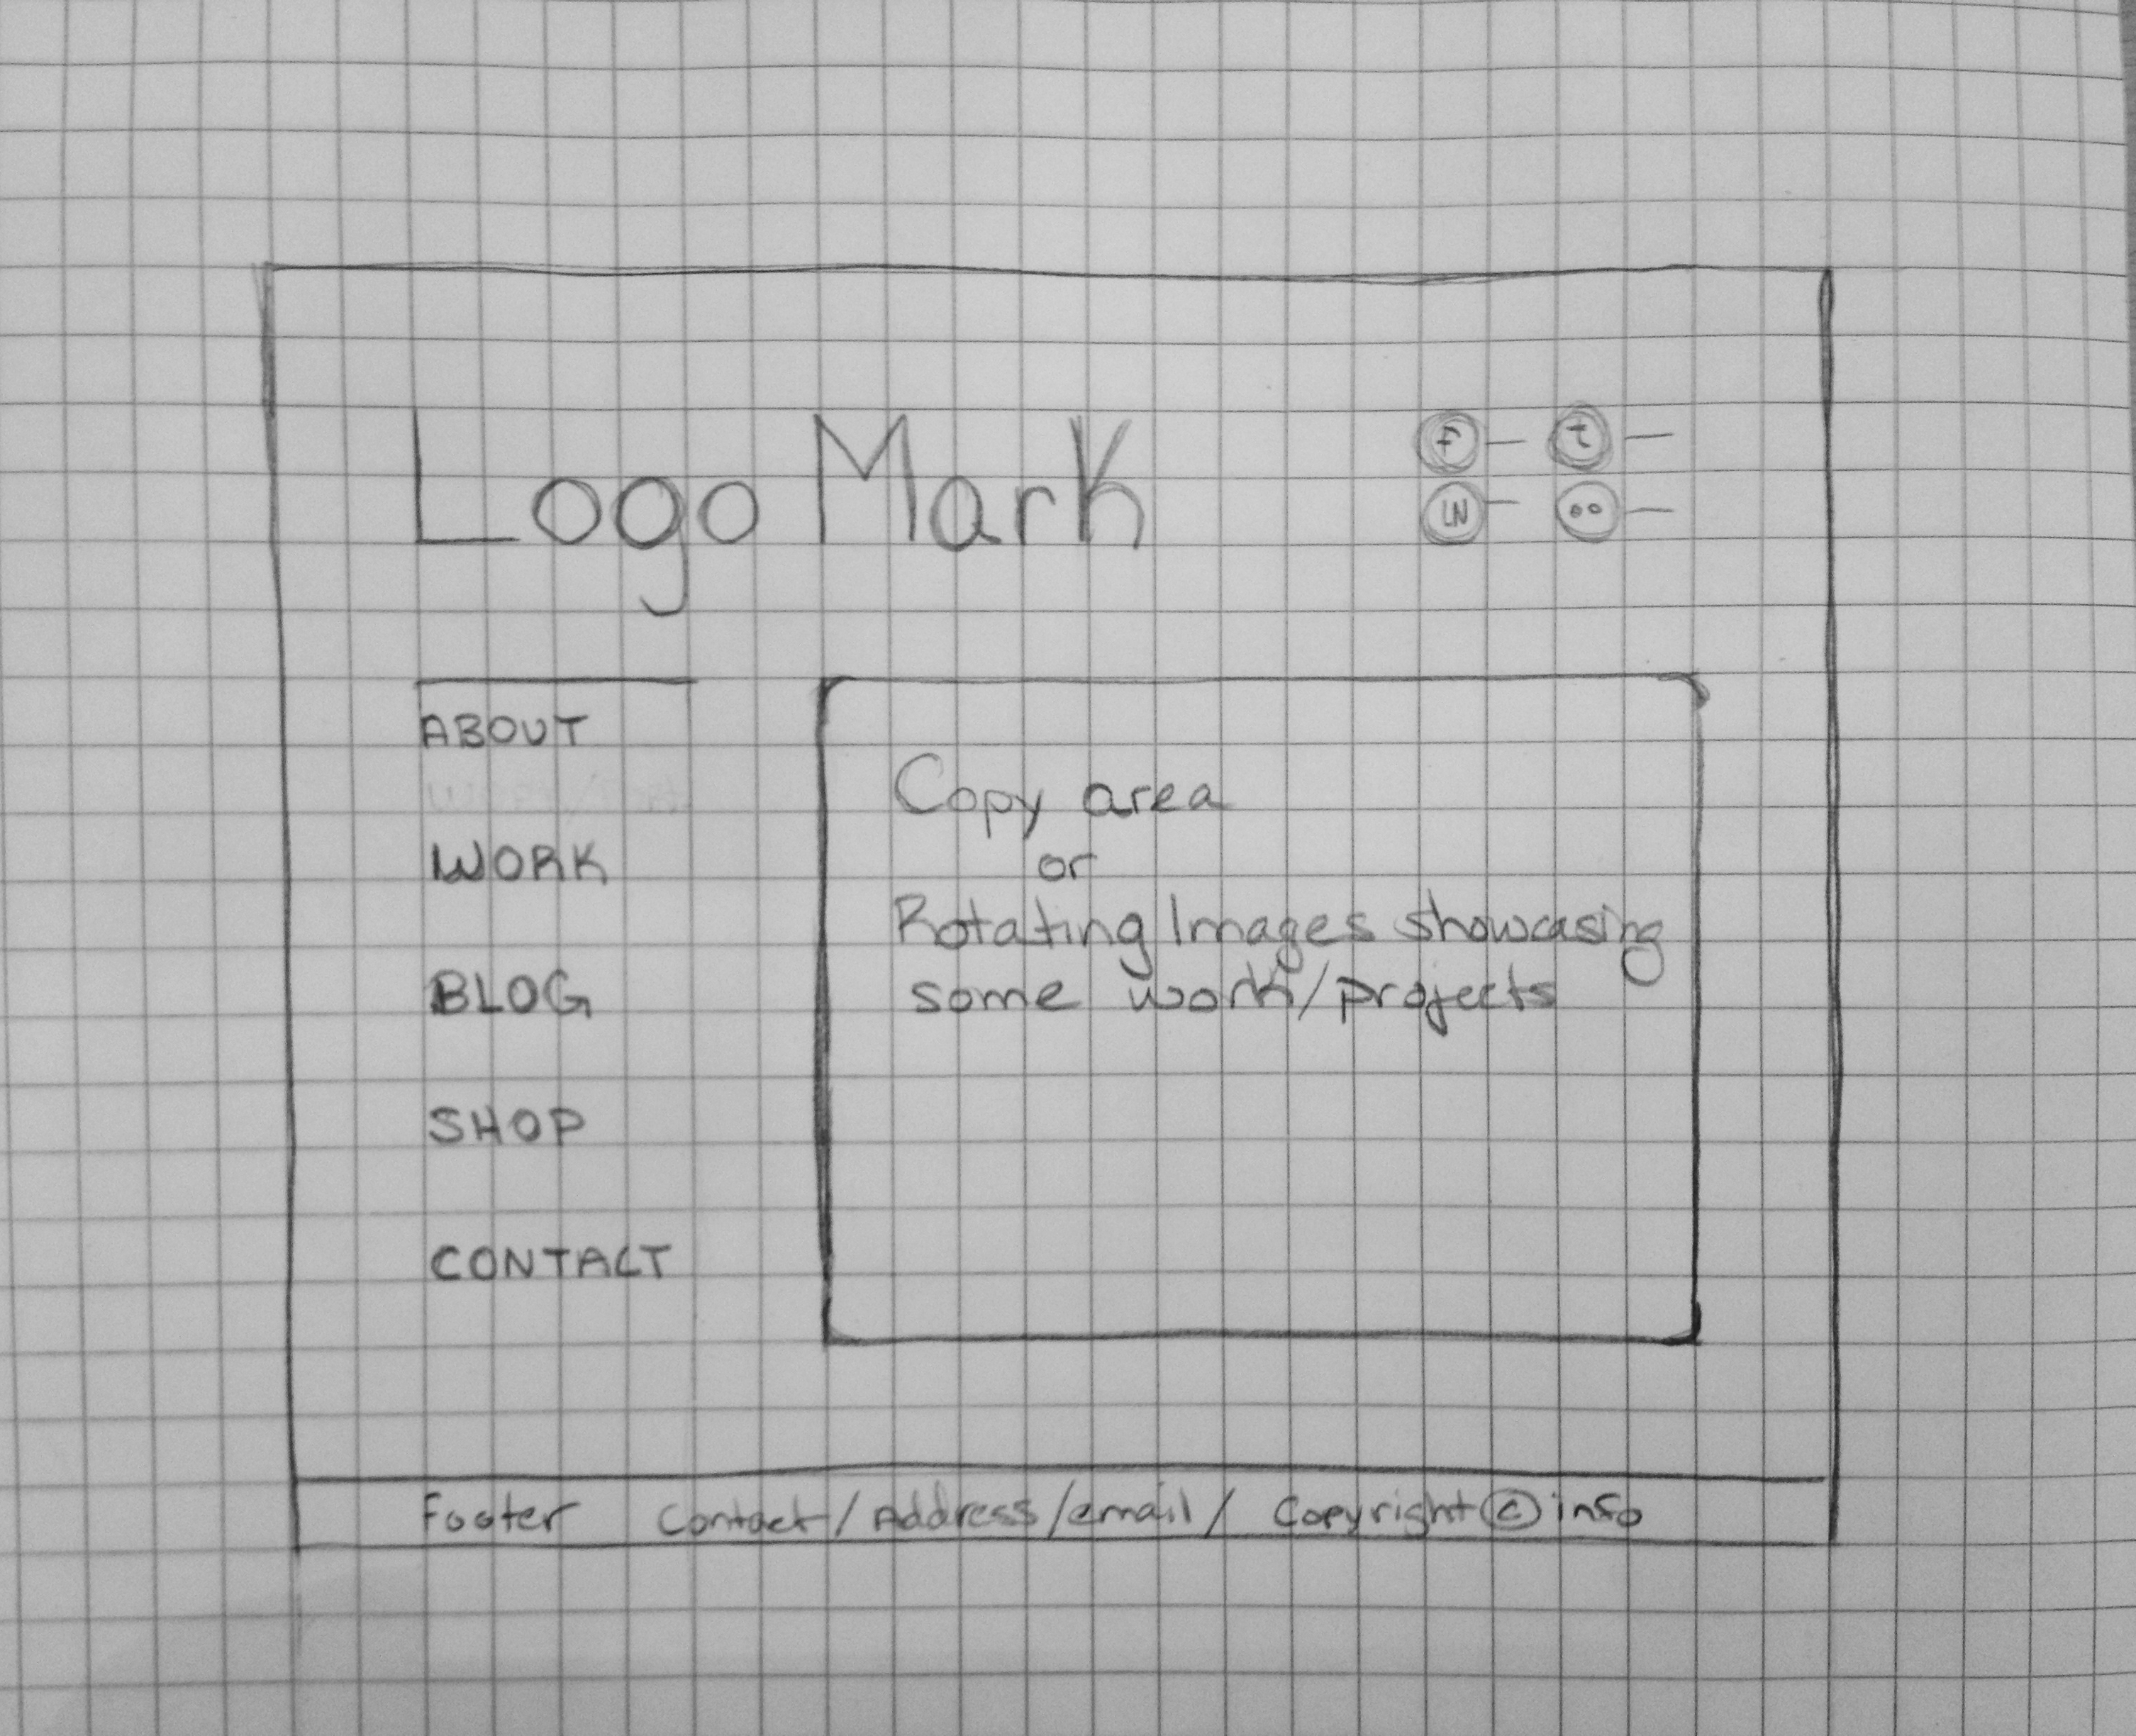 Logo Mark
F t
LN oo
ABOUT
WORK
BLOG
SHOP
CONTACT
Copy area
or
Rotating Images showcasing
some work/projects
Footer Contact/Address/email/ Copyright © info